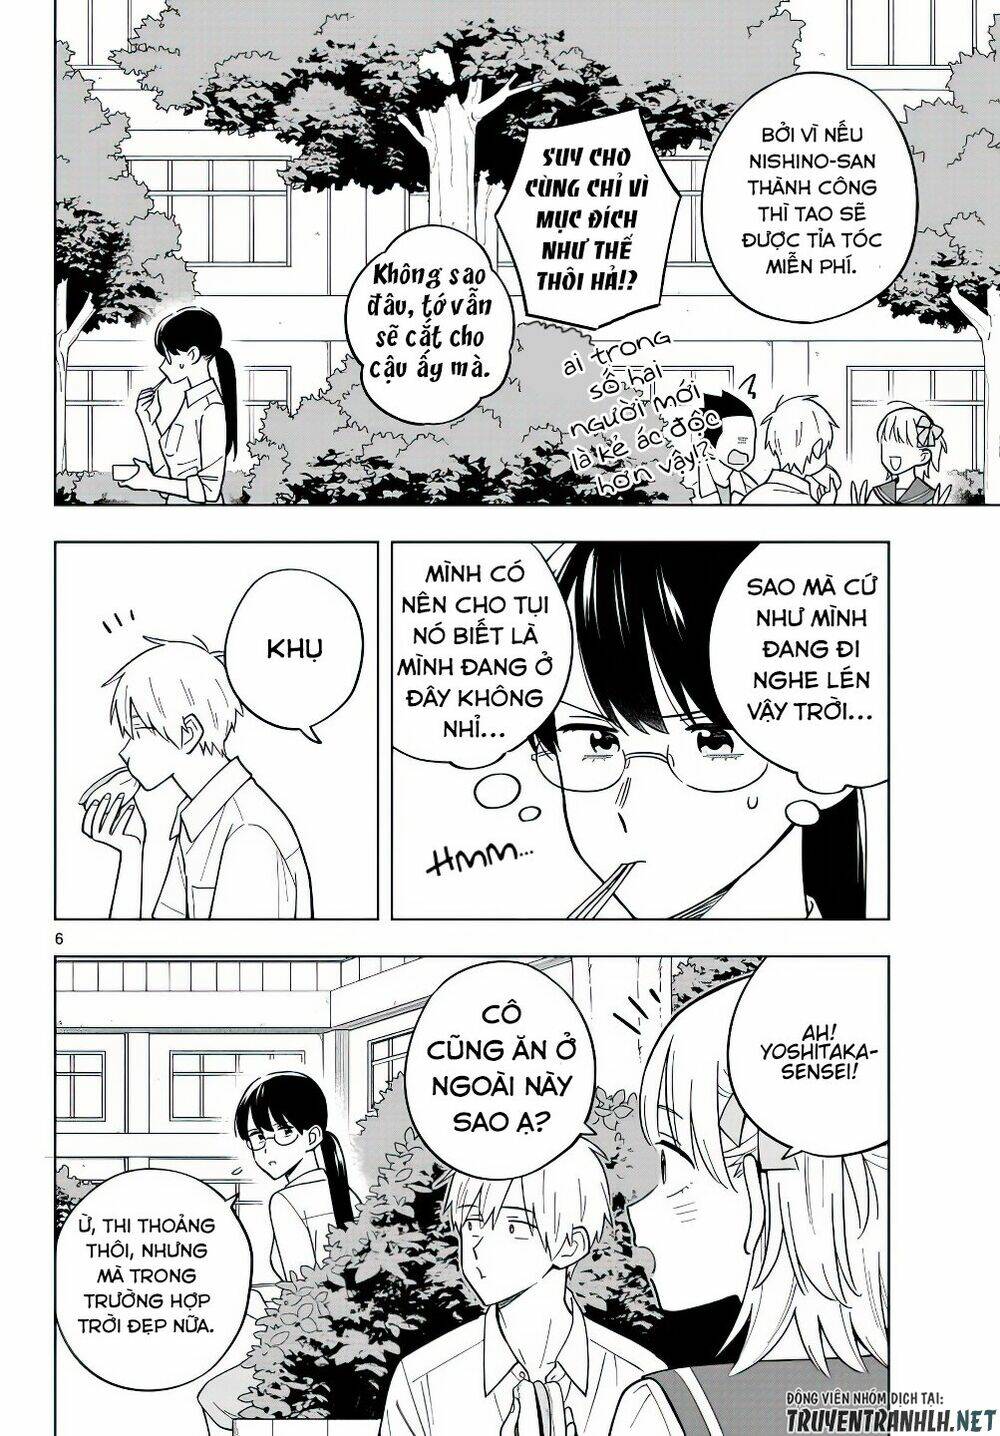 BỞI VÌ NẾU
NISHINO-SAN
THÀNH CÔNG
THÌ TAO SẼ
ĐƯỢC TỈA TÓC
MIỄN PHÍ.
SUY CHO
CÙNG CHỈ VÌ
MỤC ĐÍCH
NHƯ THẾ
THÔI HẢ!?
Không sao
đâu, tớ vẫn
sẽ cắt cho
cậu ấy mà.
ai trong
số hai
người mới
là kẻ ác độc
hơn vậy!?
SAO MÀ CỨ
NHƯ MÌNH
ĐANG ĐI
NGHE LÉN
VẬY TRỜI...
MÌNH CÓ
NÊN CHO TỤI
NÓ BIẾT LÀ
MÌNH ĐANG Ở
ĐÂY KHÔNG
NHỈ...
HMM...
KHỤ
6
AH!
YOSHITAKA-
SENSEI!
CÔ
CŨNG ĂN Ở
NGOÀI NÀY
SAO Ạ?
Ừ, THI THOẢNG
THÔI, NHƯNG
MÀ TRONG
TRƯỜNG HỢP
TRỜI ĐẸP NỮA.
ĐỘNG VIÊN NHÓM DỊCH TẠI:
TRUYENTRANHLH.NET